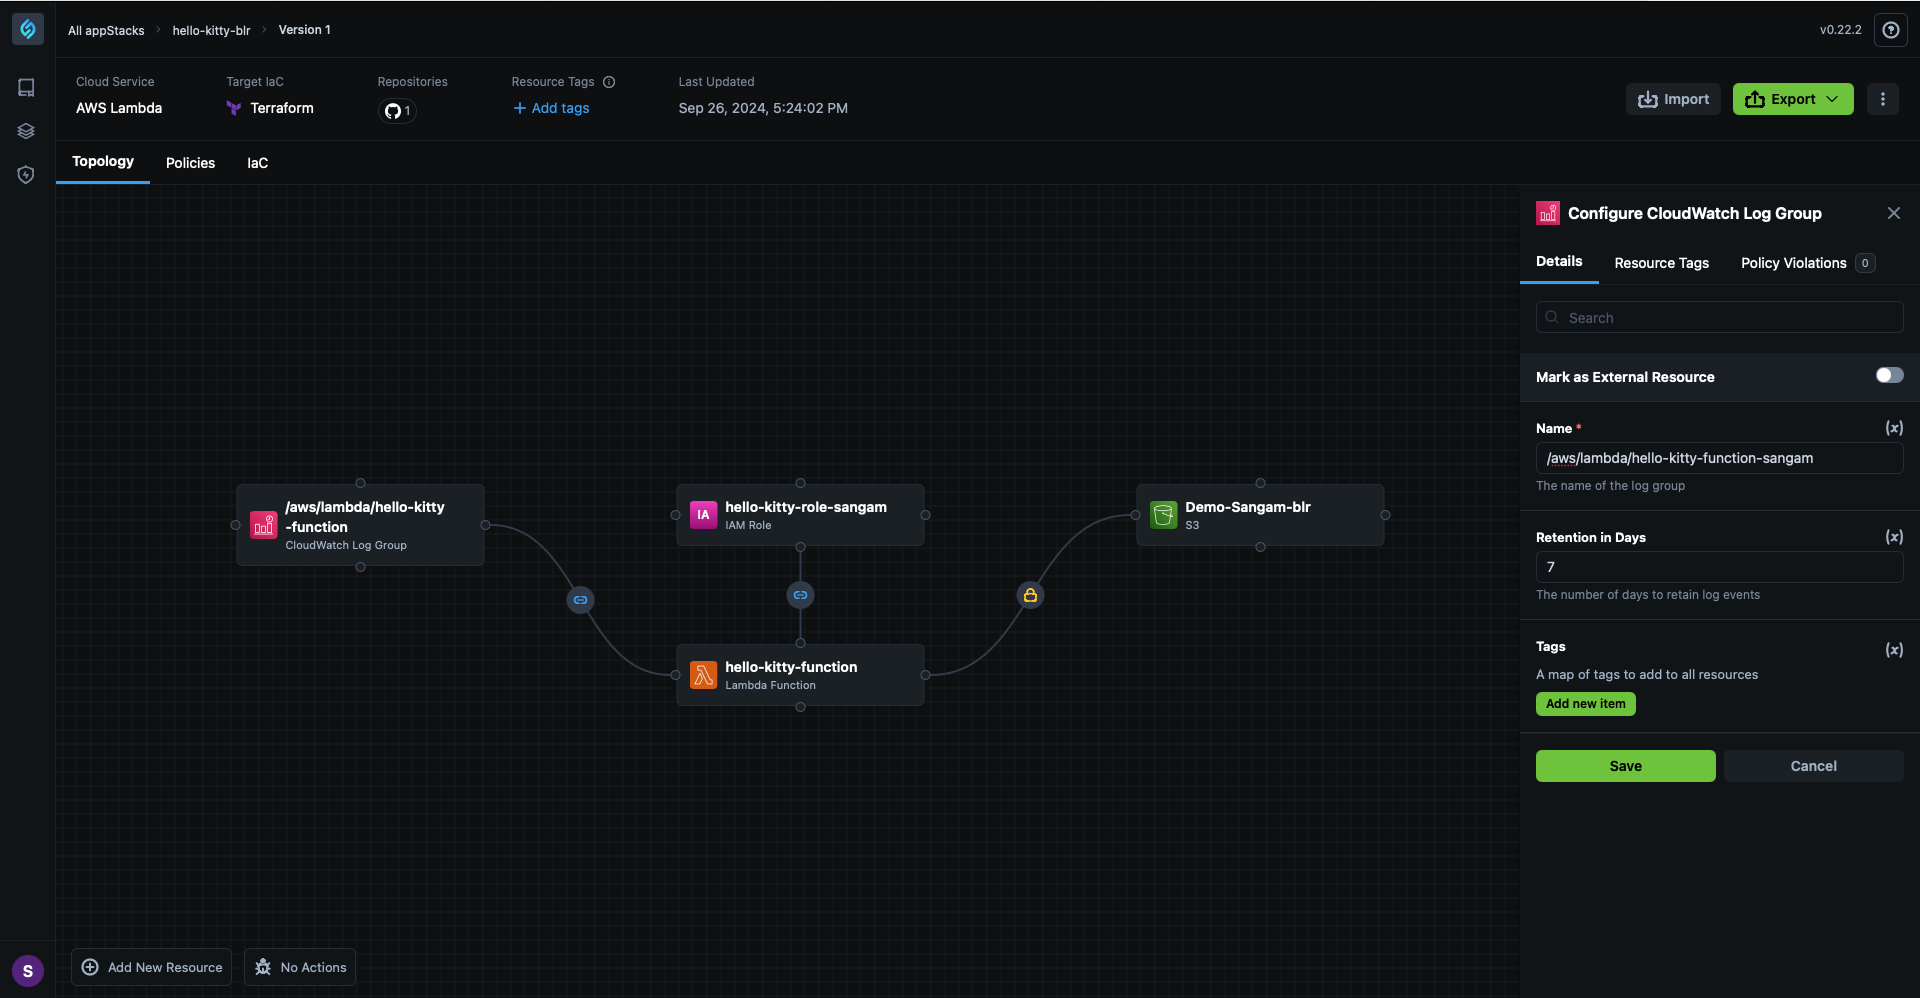 All appStacks
hello-kitty-blr
Version 1
v0.22.2
Cloud Service
AWS Lambda
Target IaC
Terraform
Repositories
1
Resource Tags
Add tags
Last Updated
Sep 26, 2024, 5:24:02 PM
Import
Export
Topology
Policies
IaC
/aws/lambda/hello-kitty
-function
CloudWatch Log Group
IA
hello-kitty-role-sangam
IAM Role
Demo-Sangam-blr
S3
hello-kitty-function
Lambda Function
Configure CloudWatch Log Group
Details
Resource Tags
Policy Violations 0
Search
Mark as External Resource
Name *
(x)
/aws/lambda/hello-kitty-function-sangam
The name of the log group
Retention in Days
(x)
7
The number of days to retain log events
Tags
(x)
A map of tags to add to all resources
Add new item
Save
Cancel
S
Add New Resource
No Actions